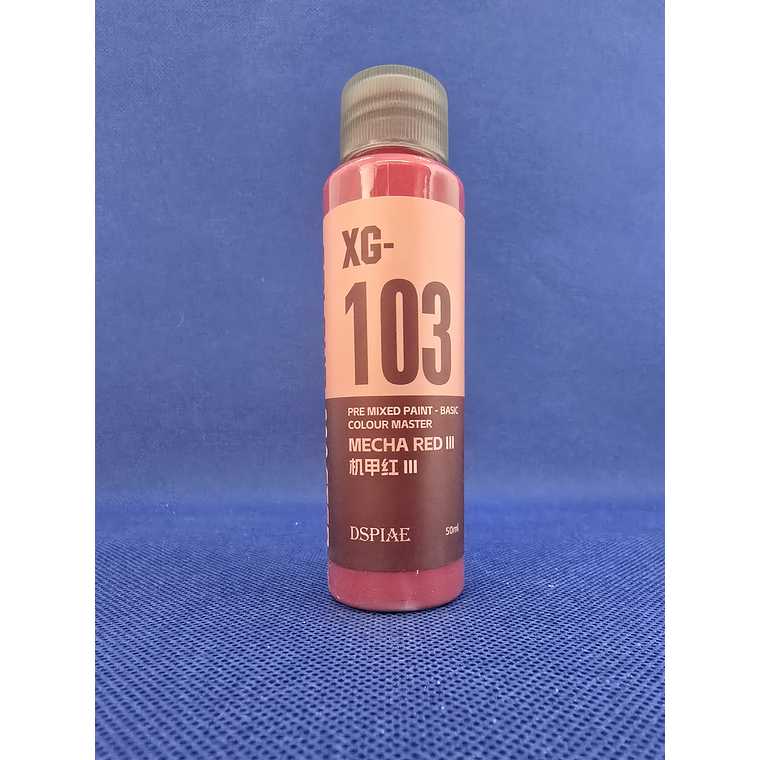 XG-
103
PRE MIXED PAINT - BASIC
COLOUR MASTER
MECHA RED III
机甲红 III
DSPIAE
50ml